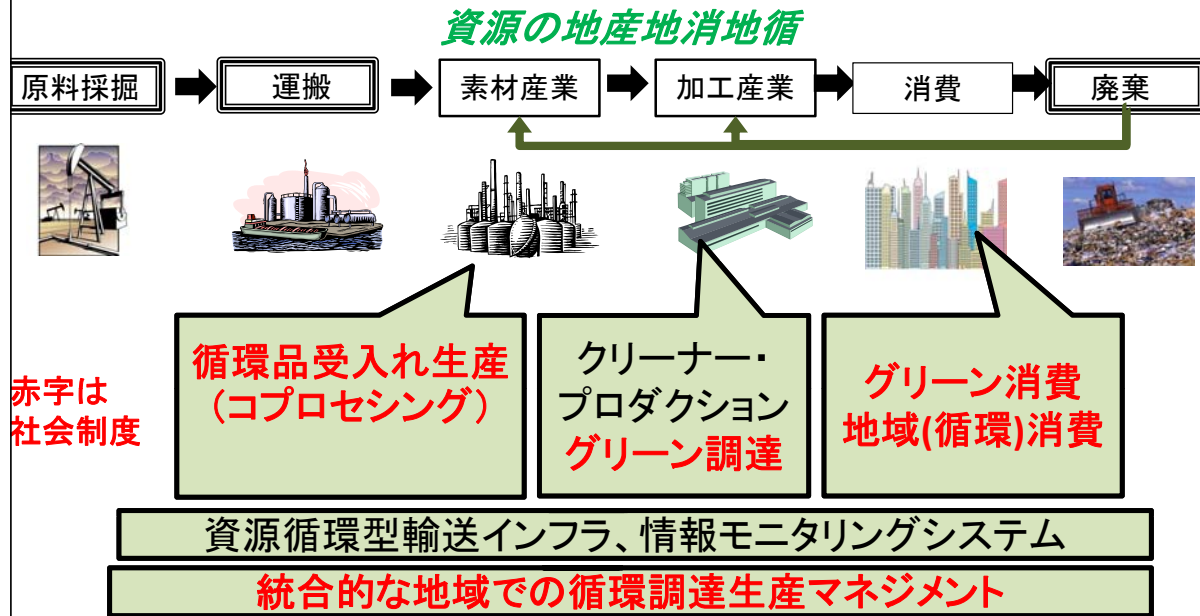 資源の地産地消地循
原料採掘
運搬
素材産業
加工産業
消費
廃棄
循環品受入れ生産
（コプロセシング）
クリーナー・
プロダクション
グリーン調達
グリーン消費
地域(循環)消費
赤字は
社会制度
資源循環型輸送インフラ、情報モニタリングシステム
統合的な地域での循環調達生産マネジメント